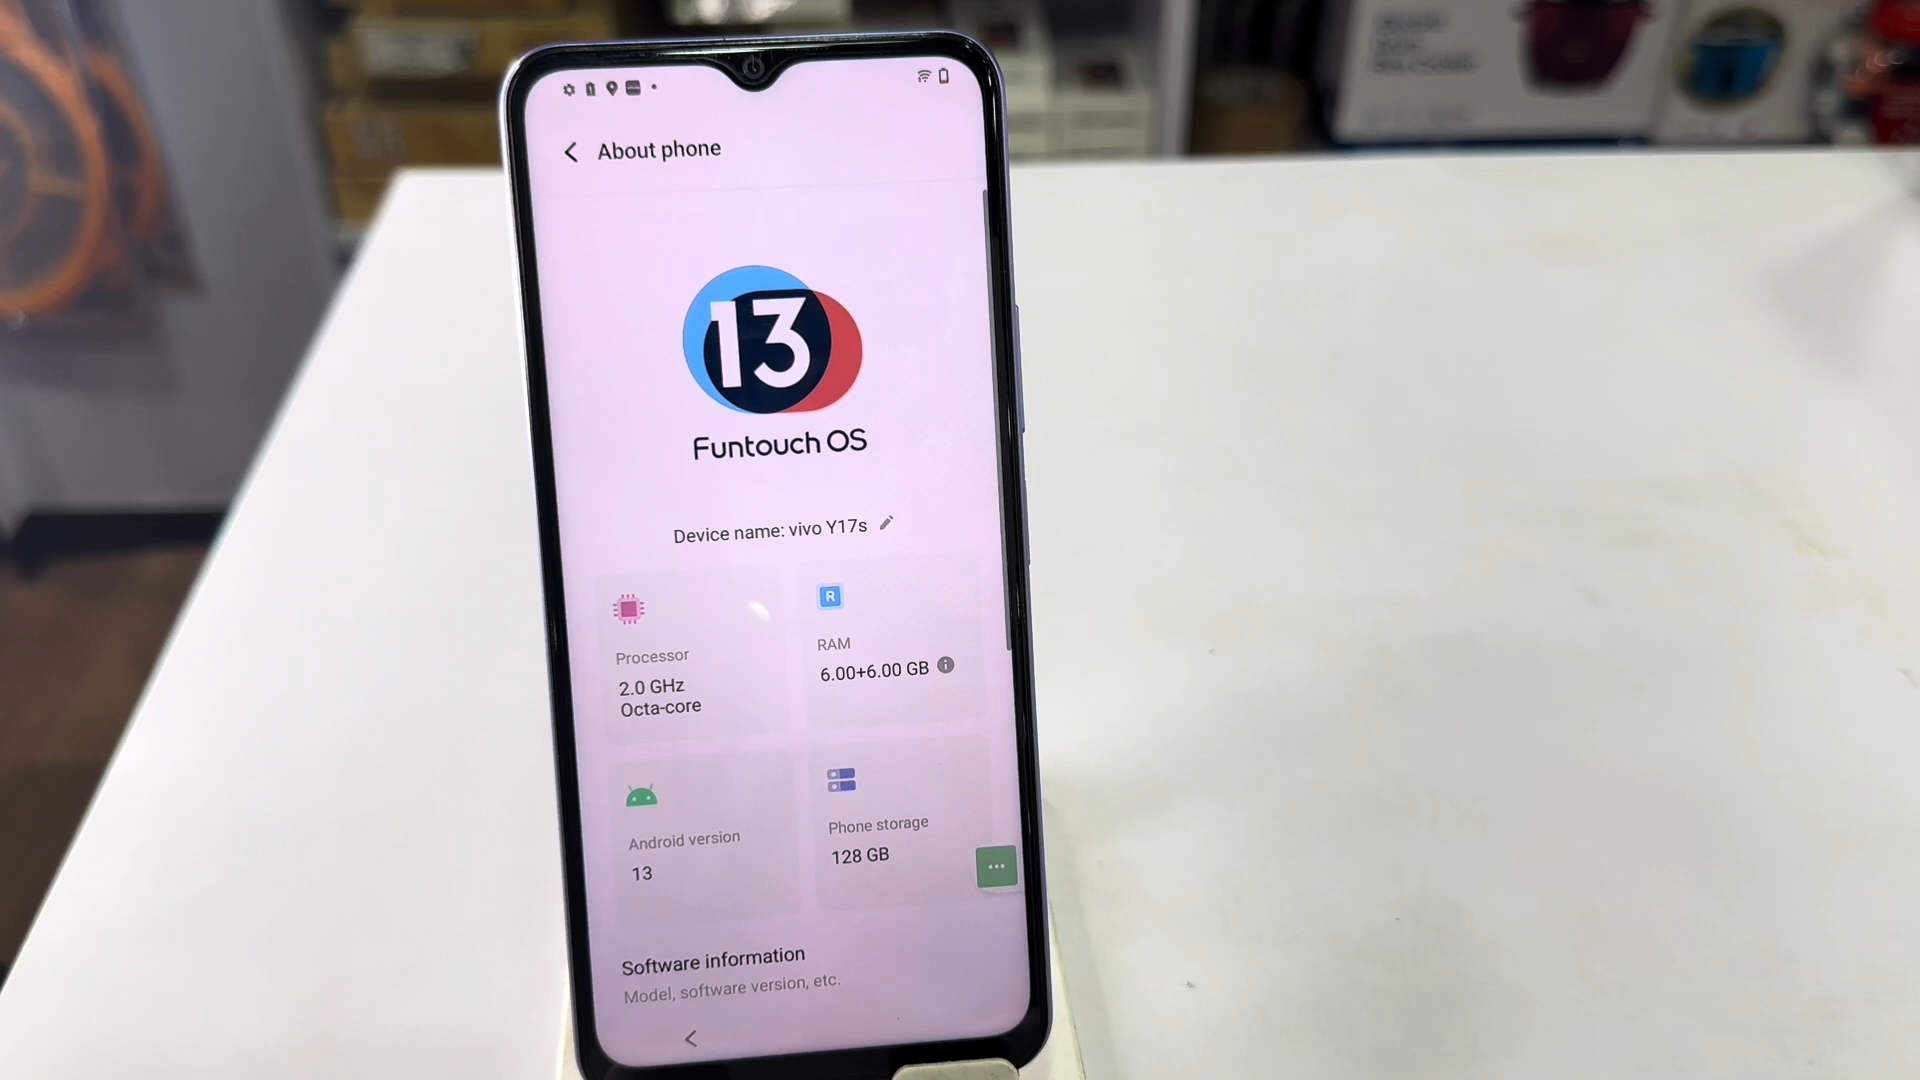 About phone
13
Funtouch OS
Device name: vivo Y17s
R
Processor
2.0 GHz
Octa-core
RAM
6.00+6.00 GB
Android version
13
Phone storage
128 GB
Software information
Model, software version, etc.